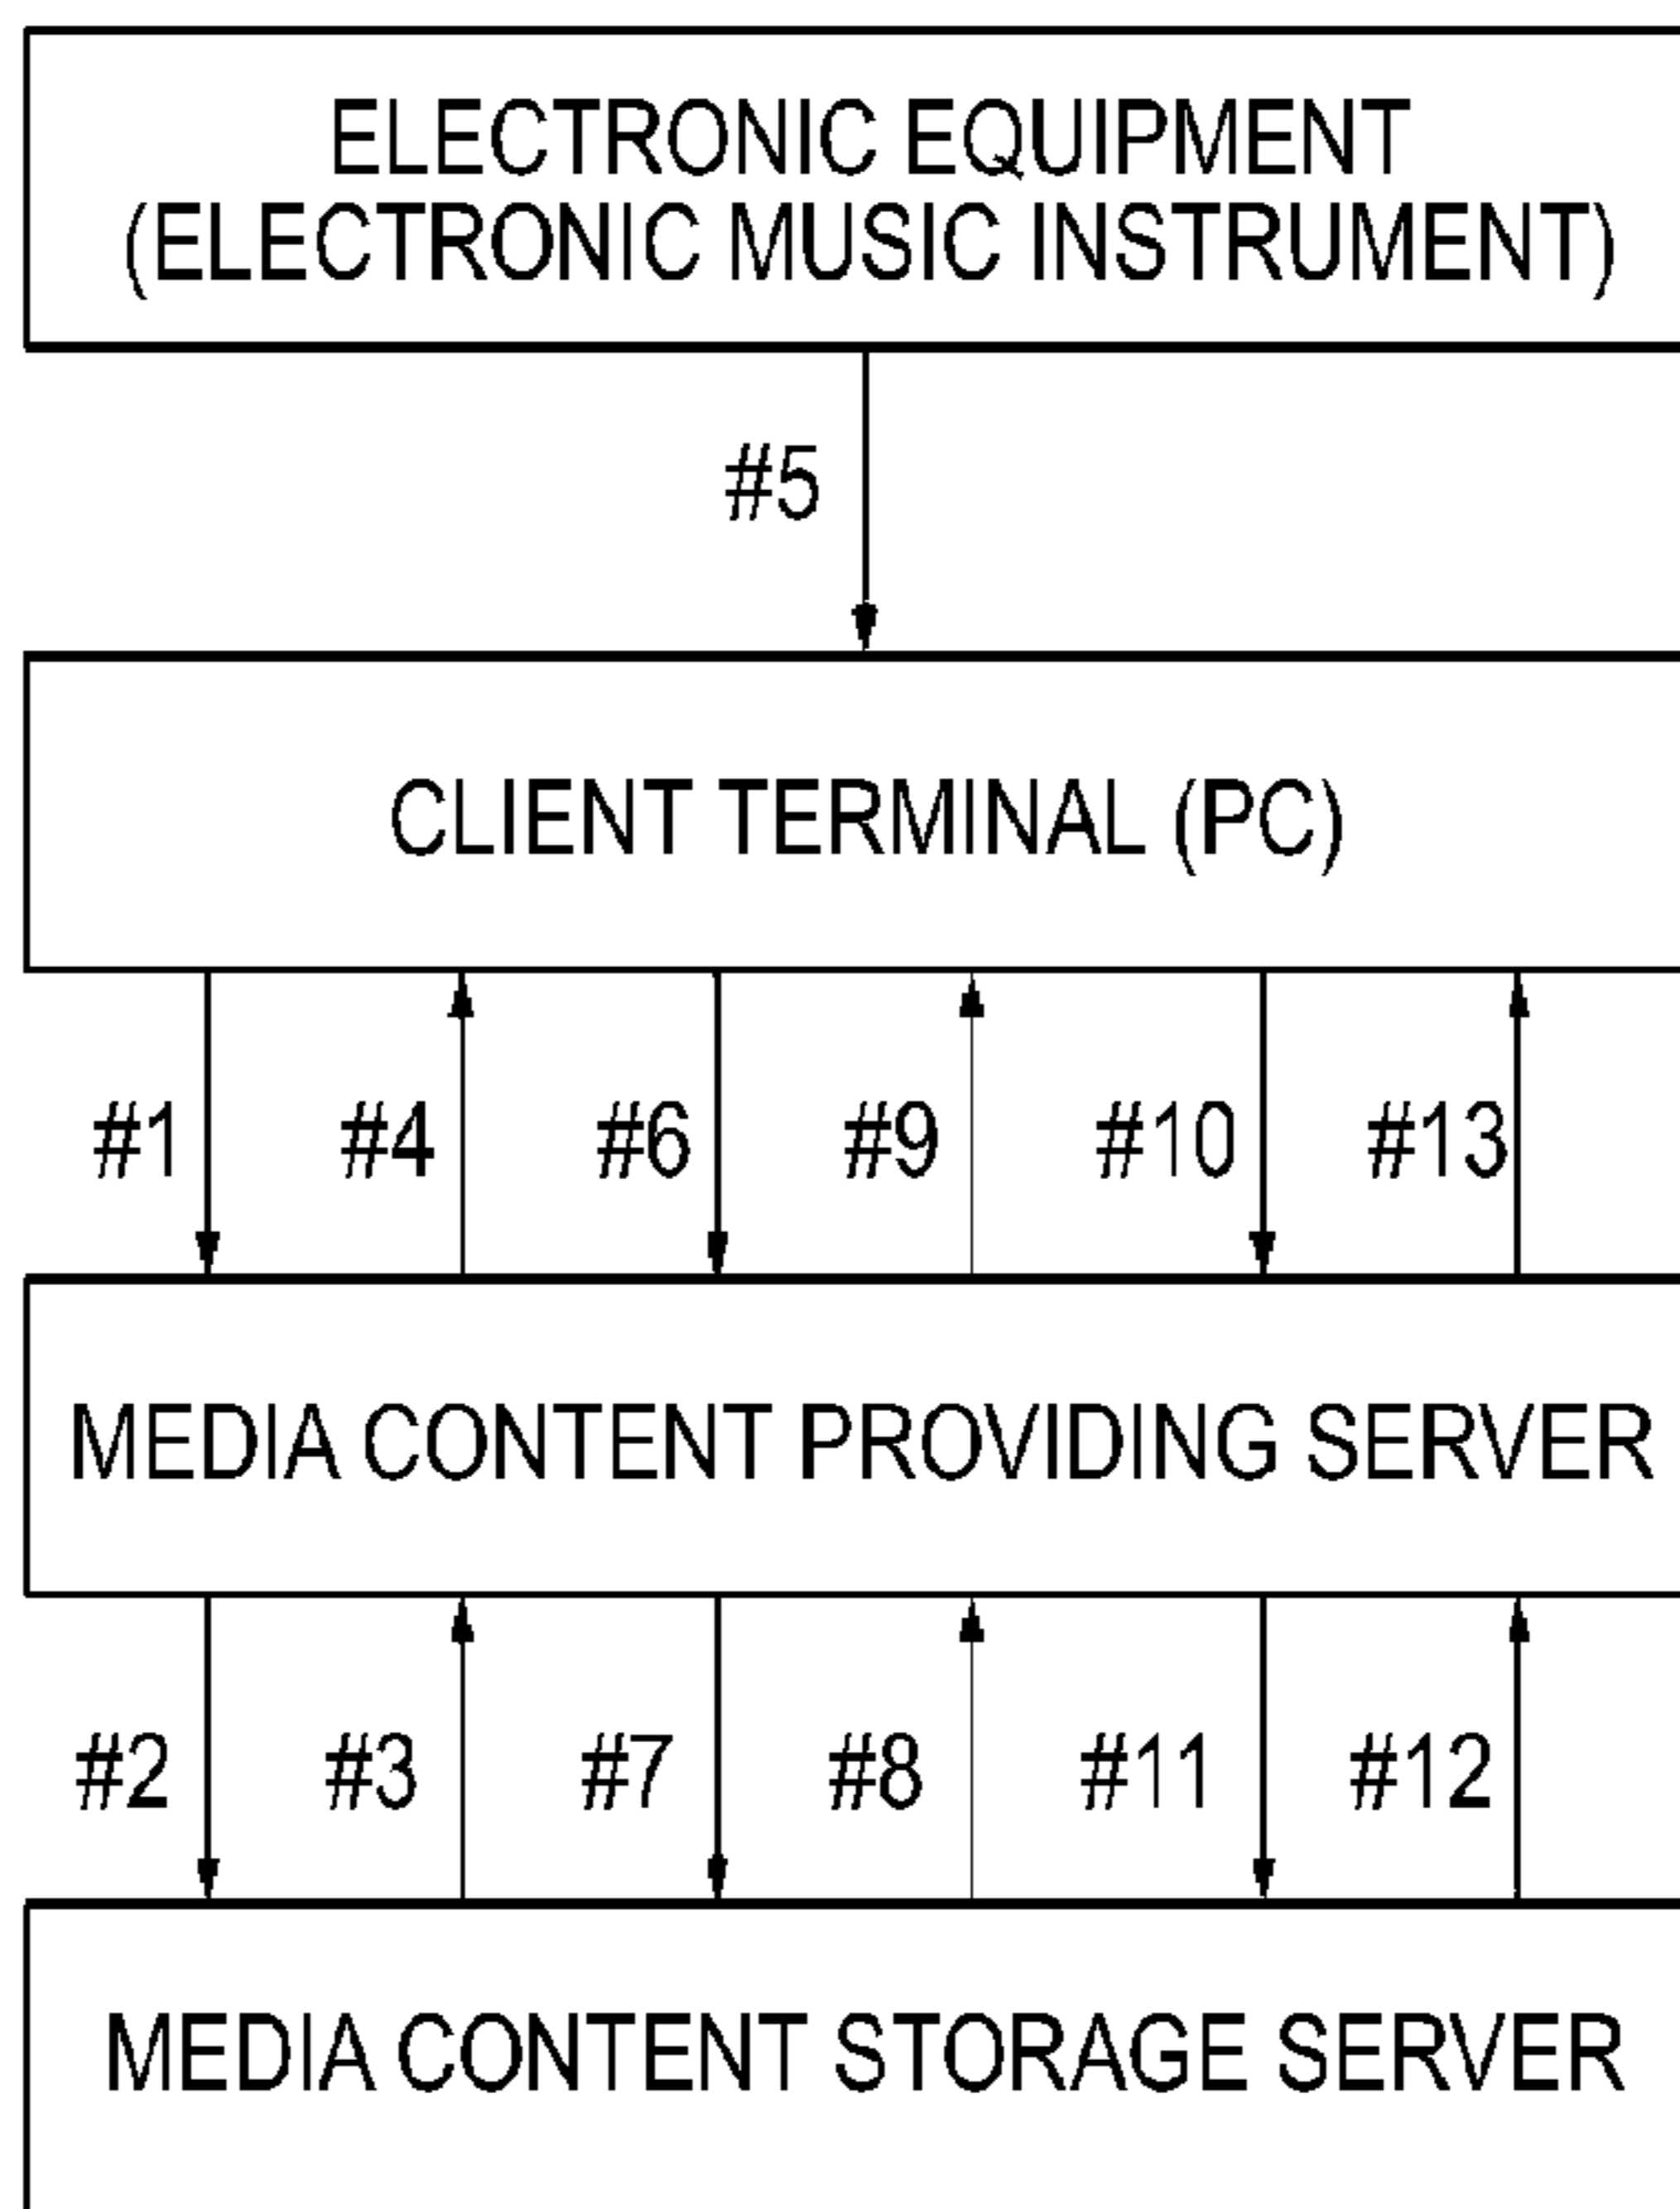 ELECTRONIC EQUIPMENT
(ELECTRONIC MUSIC INSTRUMENT)
#5
CLIENT TERMINAL (PC)
#1 #4 #6 #9 #10 #13
MEDIA CONTENT PROVIDING SERVER
#2 #3 #7 #8 #11 #12
MEDIA CONTENT STORAGE SERVER